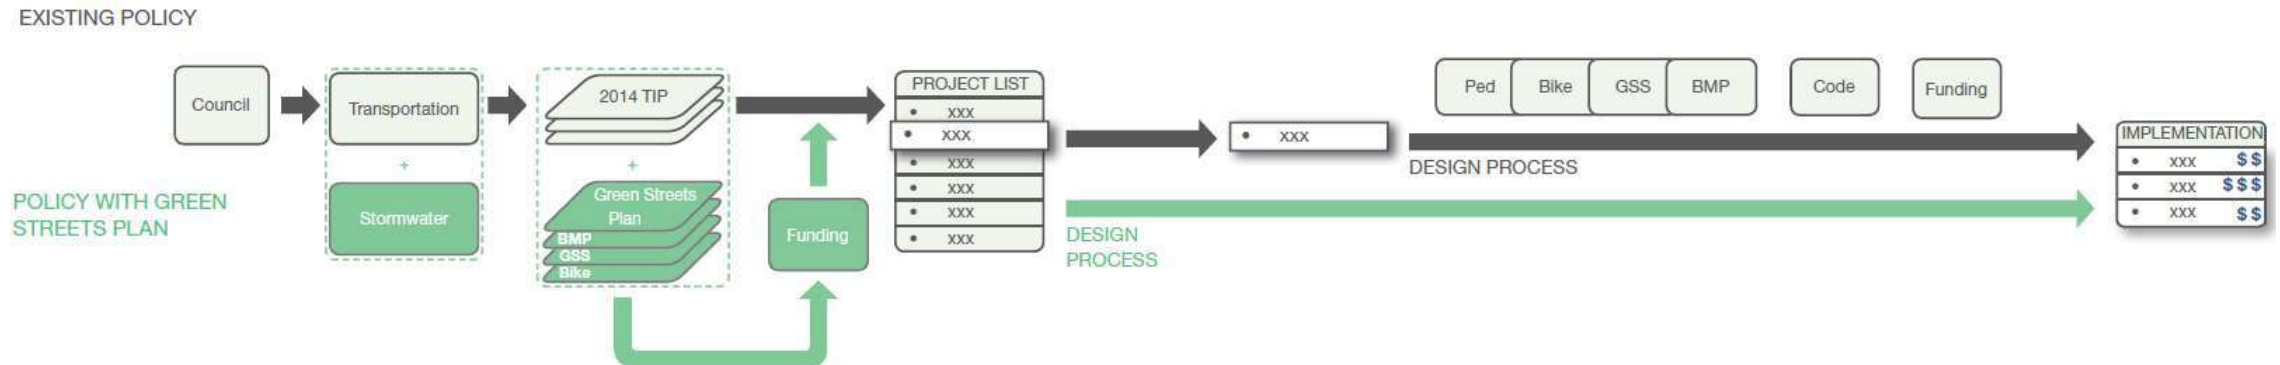 EXISTING POLICY
Council
Transportation
+
Stormwater
2014 TIP
+
Green Streets
Plan
BMP
GSS
Bike
Funding
PROJECT LIST
• xxx
• xxx
• xxx
• xxx
• xxx
• xxx
• xxx
Ped
Bike
GSS
BMP
Code
Funding
DESIGN PROCESS
IMPLEMENTATION
• xxx $$
• xxx $$$
• xxx $$
POLICY WITH GREEN
STREETS PLAN
DESIGN
PROCESS